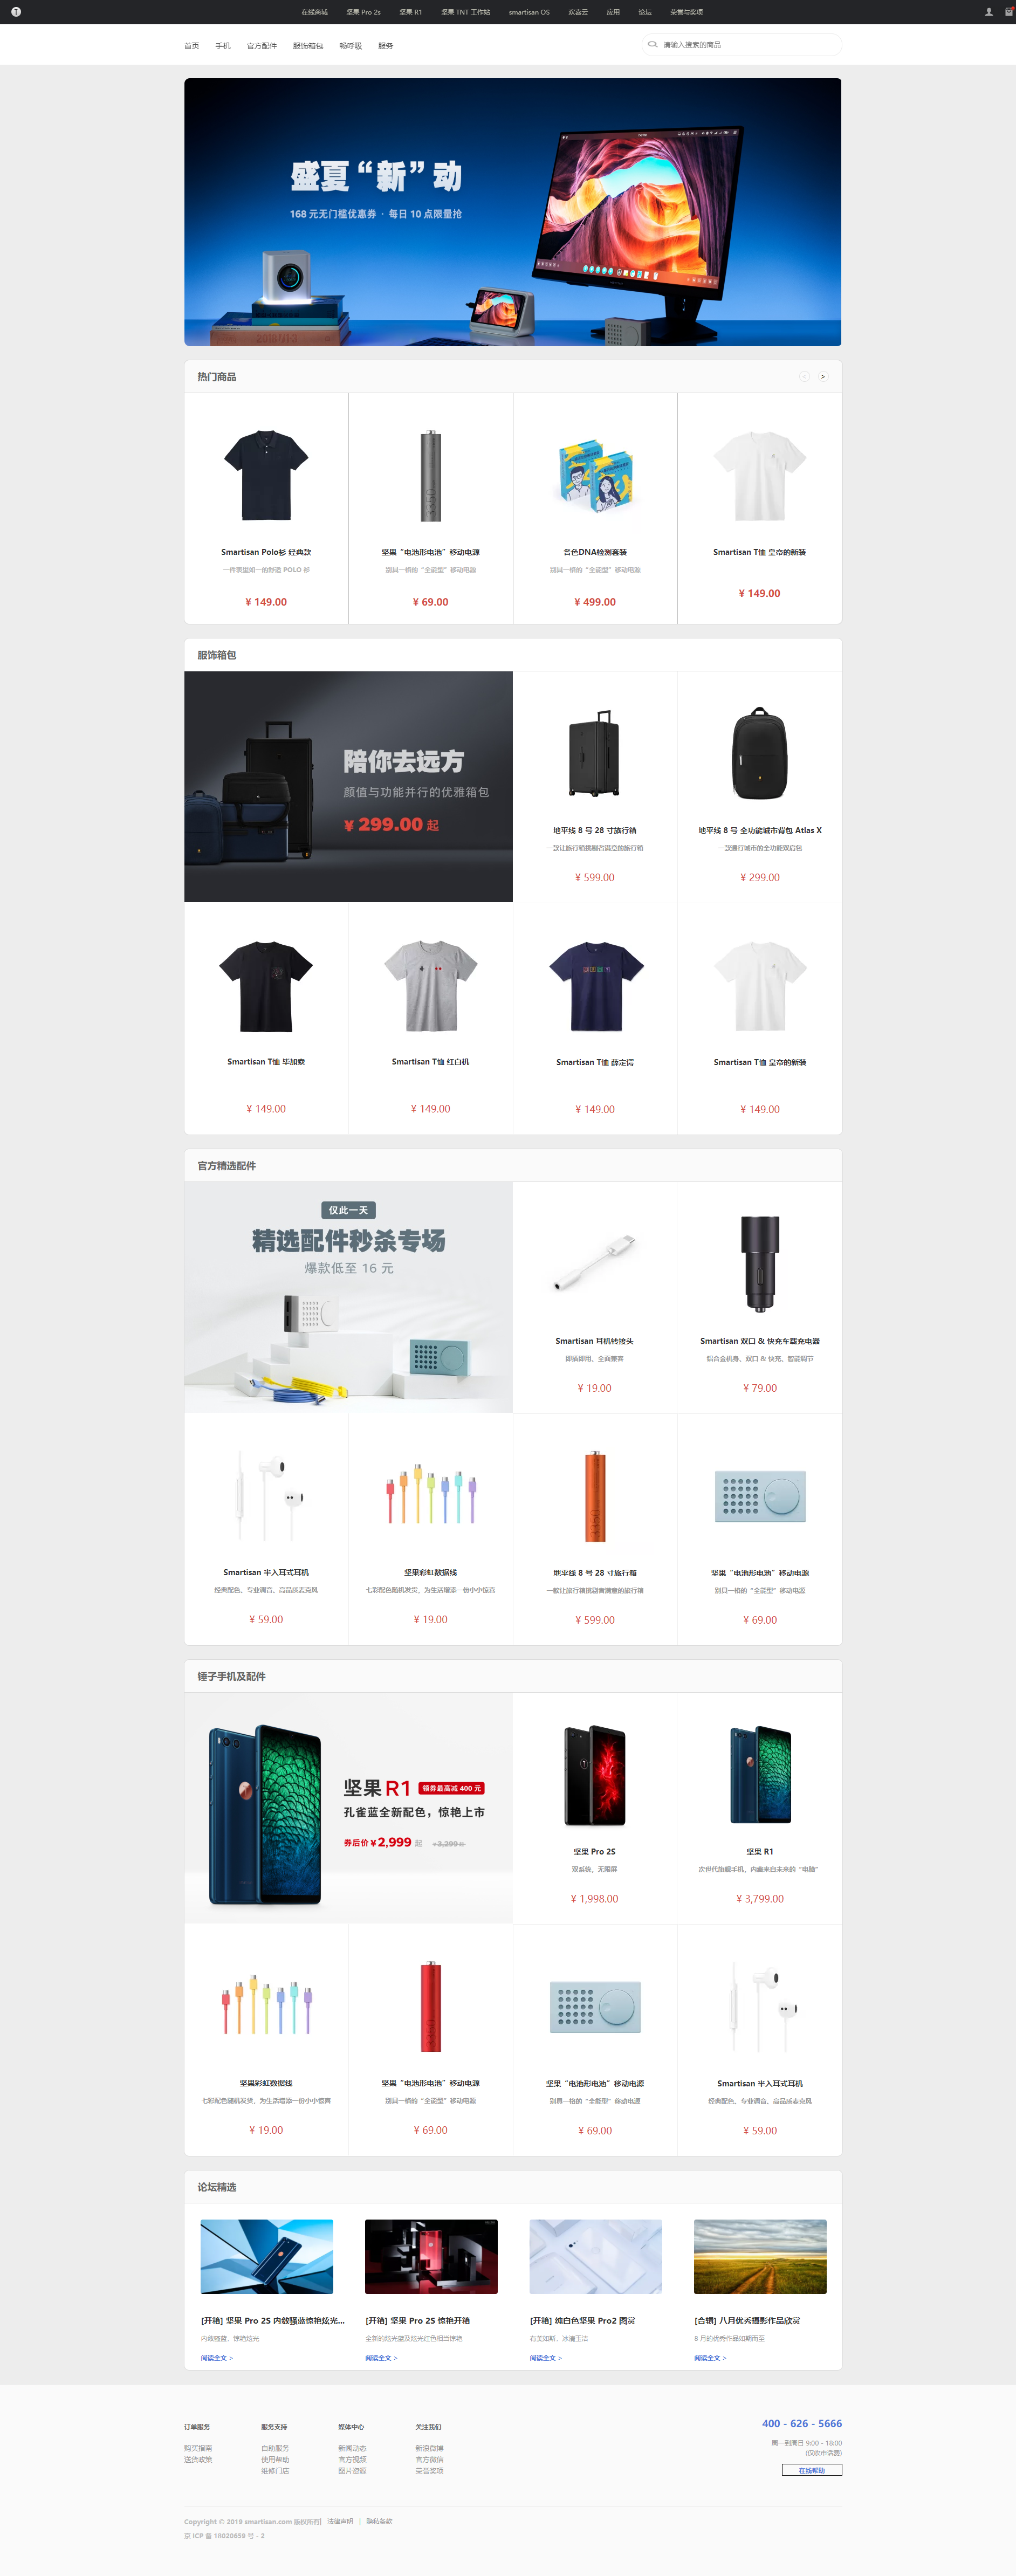 在线商城 坚果 Pro 2s 坚果 R1 坚果 TNT 工作站 smartisan OS 欢喜云 应用 论坛 荣誉与奖项
首页 手机 官方配件 服饰箱包 畅呼吸 服务
请输入搜索的商品
盛夏“新”动
168 元无门槛优惠券 · 每日 10 点限量抢
热门商品
< >
Smartisan Polo衫 经典款
一件表里如一的舒适 POLO 衫
¥ 149.00
坚果“电池形电池”移动电源
别具一格的“全能型”移动电源
¥ 69.00
各色DNA检测套装
别具一格的“全能型”移动电源
¥ 499.00
Smartisan T恤 皇帝的新装
¥ 149.00
服饰箱包
陪你去远方
颜值与功能并行的优雅箱包
¥ 299.00 起
地平线 8 号 28 寸旅行箱
一款让旅行箱挑剔者满意的旅行箱
¥ 599.00
地平线 8 号 全功能城市背包 Atlas X
一款通行城市的全功能双肩包
¥ 299.00
Smartisan T恤 毕加索
¥ 149.00
Smartisan T恤 红白机
¥ 149.00
Smartisan T恤 薛定谔
¥ 149.00
Smartisan T恤 皇帝的新装
¥ 149.00
官方精选配件
仅此一天
精选配件秒杀专场
爆款低至 16 元
Smartisan 耳机转接头
即插即用、全面兼容
¥ 19.00
Smartisan 双口 & 快充车载充电器
铝合金机身、双口 & 快充、智能调节
¥ 79.00
Smartisan 半入耳式耳机
经典配色、专业调音、高品质麦克风
¥ 59.00
坚果彩虹数据线
七彩配色随机发货，为生活增添一份小小惊喜
¥ 19.00
地平线 8 号 28 寸旅行箱
一款让旅行箱挑剔者满意的旅行箱
¥ 599.00
坚果“电池形电池”移动电源
别具一格的“全能型”移动电源
¥ 69.00
锤子手机及配件
坚果 R1 领券最高减 400 元
孔雀蓝全新配色，惊艳上市
券后价 ¥ 2,999 起 ¥3,299 起
坚果 Pro 2S
双系统，无限屏
¥ 1,998.00
坚果 R1
次世代旗舰手机，内藏来自未来的“电脑”
¥ 3,799.00
坚果彩虹数据线
七彩配色随机发货，为生活增添一份小小惊喜
¥ 19.00
坚果“电池形电池”移动电源
别具一格的“全能型”移动电源
¥ 69.00
坚果“电池形电池”移动电源
别具一格的“全能型”移动电源
¥ 69.00
Smartisan 半入耳式耳机
经典配色、专业调音、高品质麦克风
¥ 59.00
论坛精选
[开箱] 坚果 Pro 2S 内敛骚蓝惊艳炫光...
内敛骚蓝，惊艳炫光
阅读全文 >
[开箱] 坚果 Pro 2S 惊艳开箱
全新的炫光蓝及炫光红色相当惊艳
阅读全文 >
[开箱] 纯白色坚果 Pro2 图赏
有美如斯，冰清玉洁
阅读全文 >
[合辑] 八月优秀摄影作品欣赏
8 月的优秀作品如期而至
阅读全文 >
订单服务 服务支持 媒体中心 关注我们
购买指南 自助服务 新闻动态 新浪微博
送货政策 使用帮助 官方视频 官方微信
维修门店 图片资源 荣誉奖项
400 - 626 - 5666
周一到周日 9:00 - 18:00
(仅收市话费)
在线帮助
Copyright © 2019 smartisan.com 版权所有| 法律声明 | 隐私条款
京 ICP 备 18020659 号 - 2